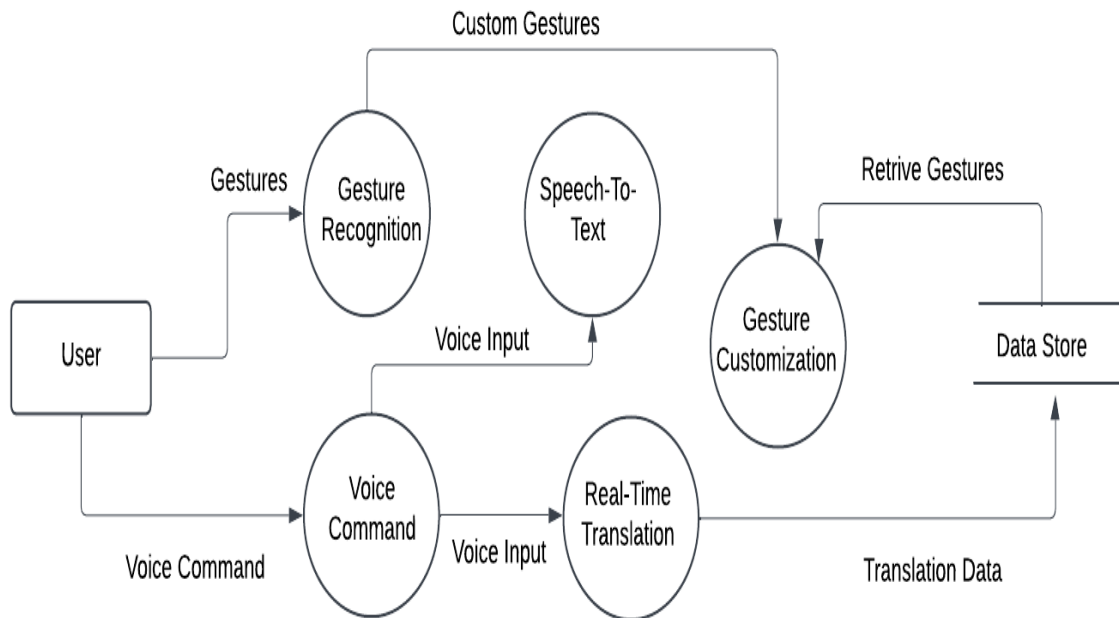 Custom Gestures
Gestures
Gesture
Recognition
Speech-To-
Text
Retrive Gestures
User
Voice Input
Gesture
Customization
Data Store
Voice
Command
Real-Time
Translation
Voice Command
Voice Input
Translation Data